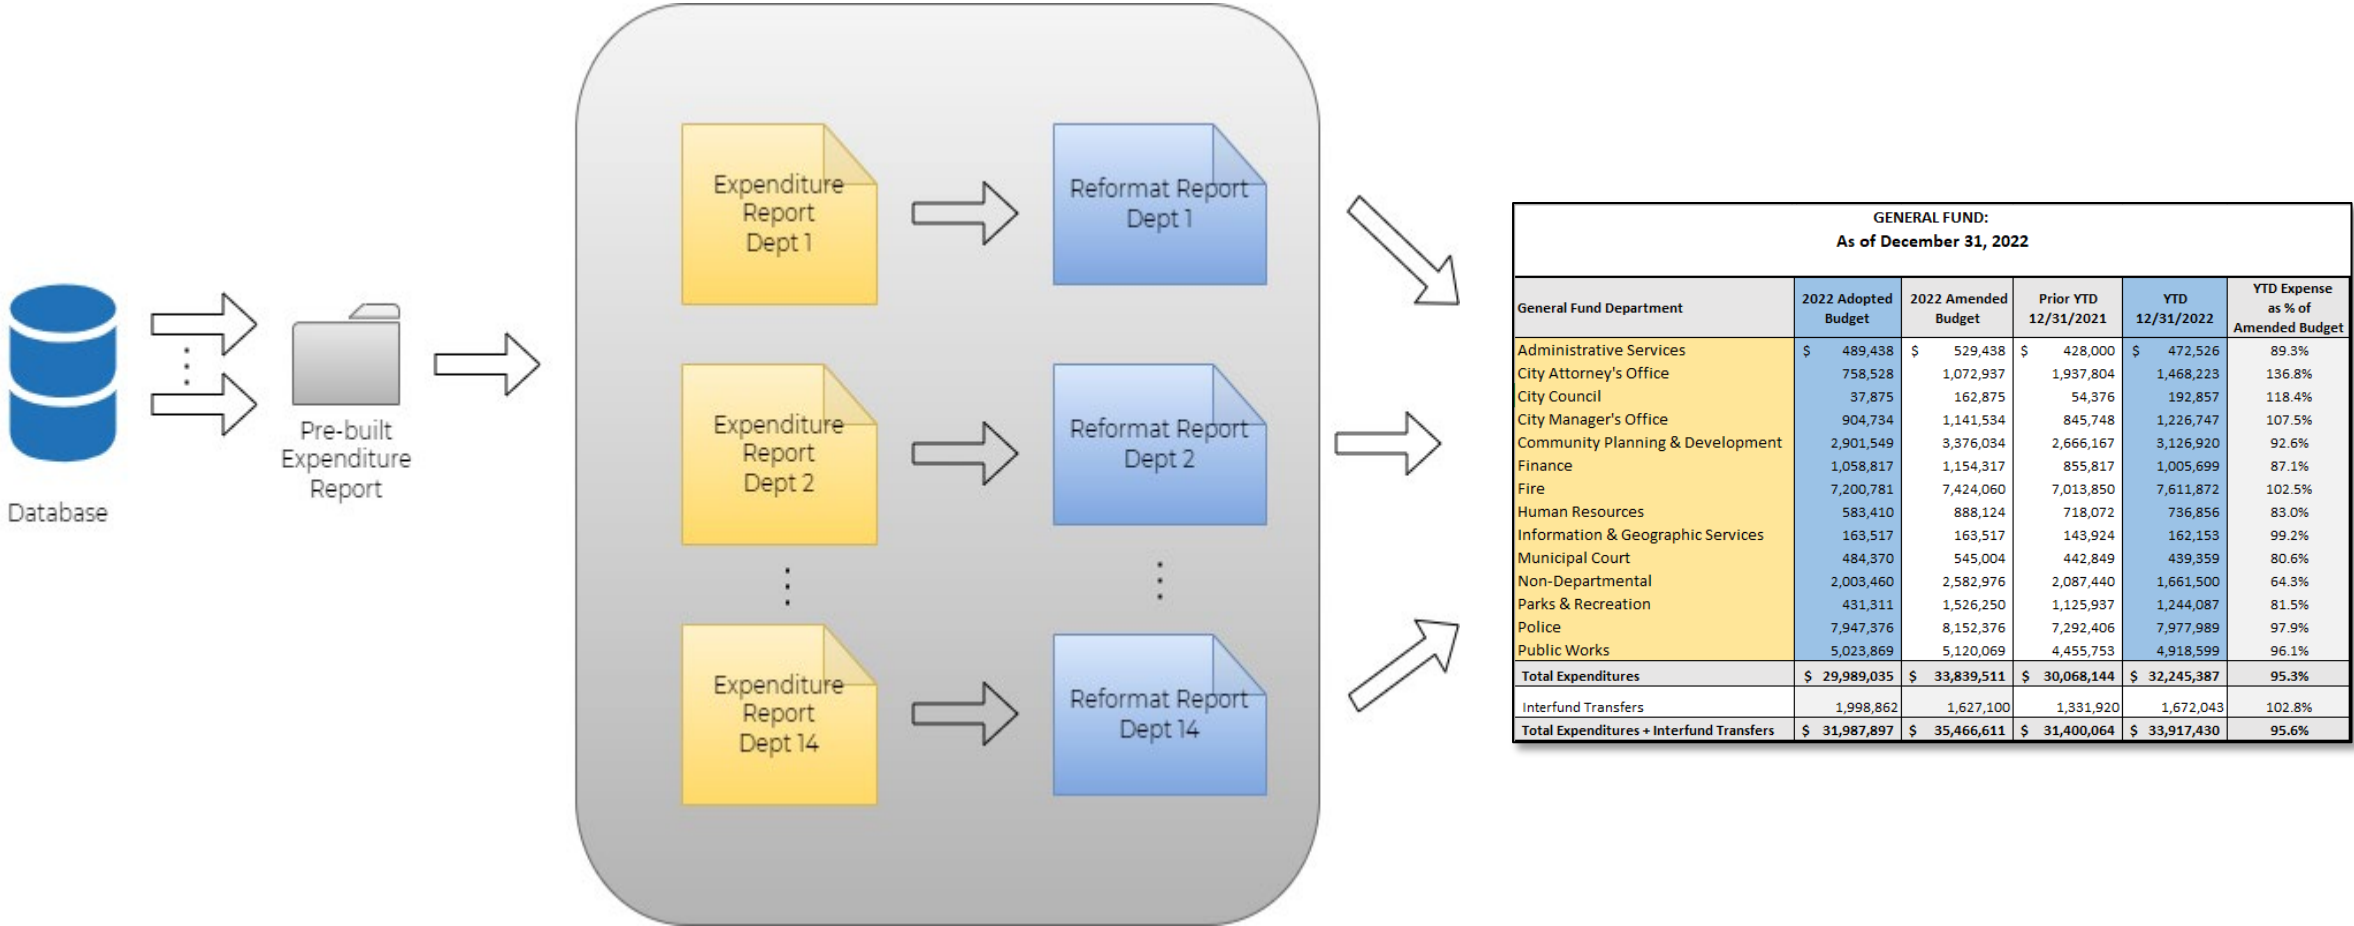 Database
Pre-built
Expenditure
Report
Expenditure
Report
Dept 1
Reformat Report
Dept 1
Expenditure
Report
Dept 2
Reformat Report
Dept 2
Expenditure
Report
Dept 14
Reformat Report
Dept 14
GENERAL FUND:
As of December 31, 2022
General Fund Department 2022 Adopted Budget 2022 Amended Budget Prior YTD 12/31/2021 YTD 12/31/2022 YTD Expense as % of Amended Budget
Administrative Services $ 489,438 $ 529,438 $ 428,000 $ 472,526 89.3%
City Attorney's Office 758,528 1,072,937 1,937,804 1,468,223 136.8%
City Council 37,875 162,875 54,376 192,857 118.4%
City Manager's Office 904,734 1,141,534 845,748 1,226,747 107.5%
Community Planning & Development 2,901,549 3,376,034 2,666,167 3,126,920 92.6%
Finance 1,058,817 1,154,317 855,817 1,005,699 87.1%
Fire 7,200,781 7,424,060 7,013,850 7,611,872 102.5%
Human Resources 583,410 888,124 718,072 736,856 83.0%
Information & Geographic Services 163,517 163,517 143,924 162,153 99.2%
Municipal Court 484,370 545,004 442,849 439,359 80.6%
Non-Departmental 2,003,460 2,582,976 2,087,440 1,661,500 64.3%
Parks & Recreation 431,311 1,526,250 1,125,937 1,244,087 81.5%
Police 7,947,376 8,152,376 7,292,406 7,977,989 97.9%
Public Works 5,023,869 5,120,069 4,455,753 4,918,599 96.1%
Total Expenditures $ 29,989,035 $ 33,839,511 $ 30,068,144 $ 32,245,387 95.3%
Interfund Transfers 1,998,862 1,627,100 1,331,920 1,672,043 102.8%
Total Expenditures + Interfund Transfers $ 31,987,897 $ 35,466,611 $ 31,400,064 $ 33,917,430 95.6%